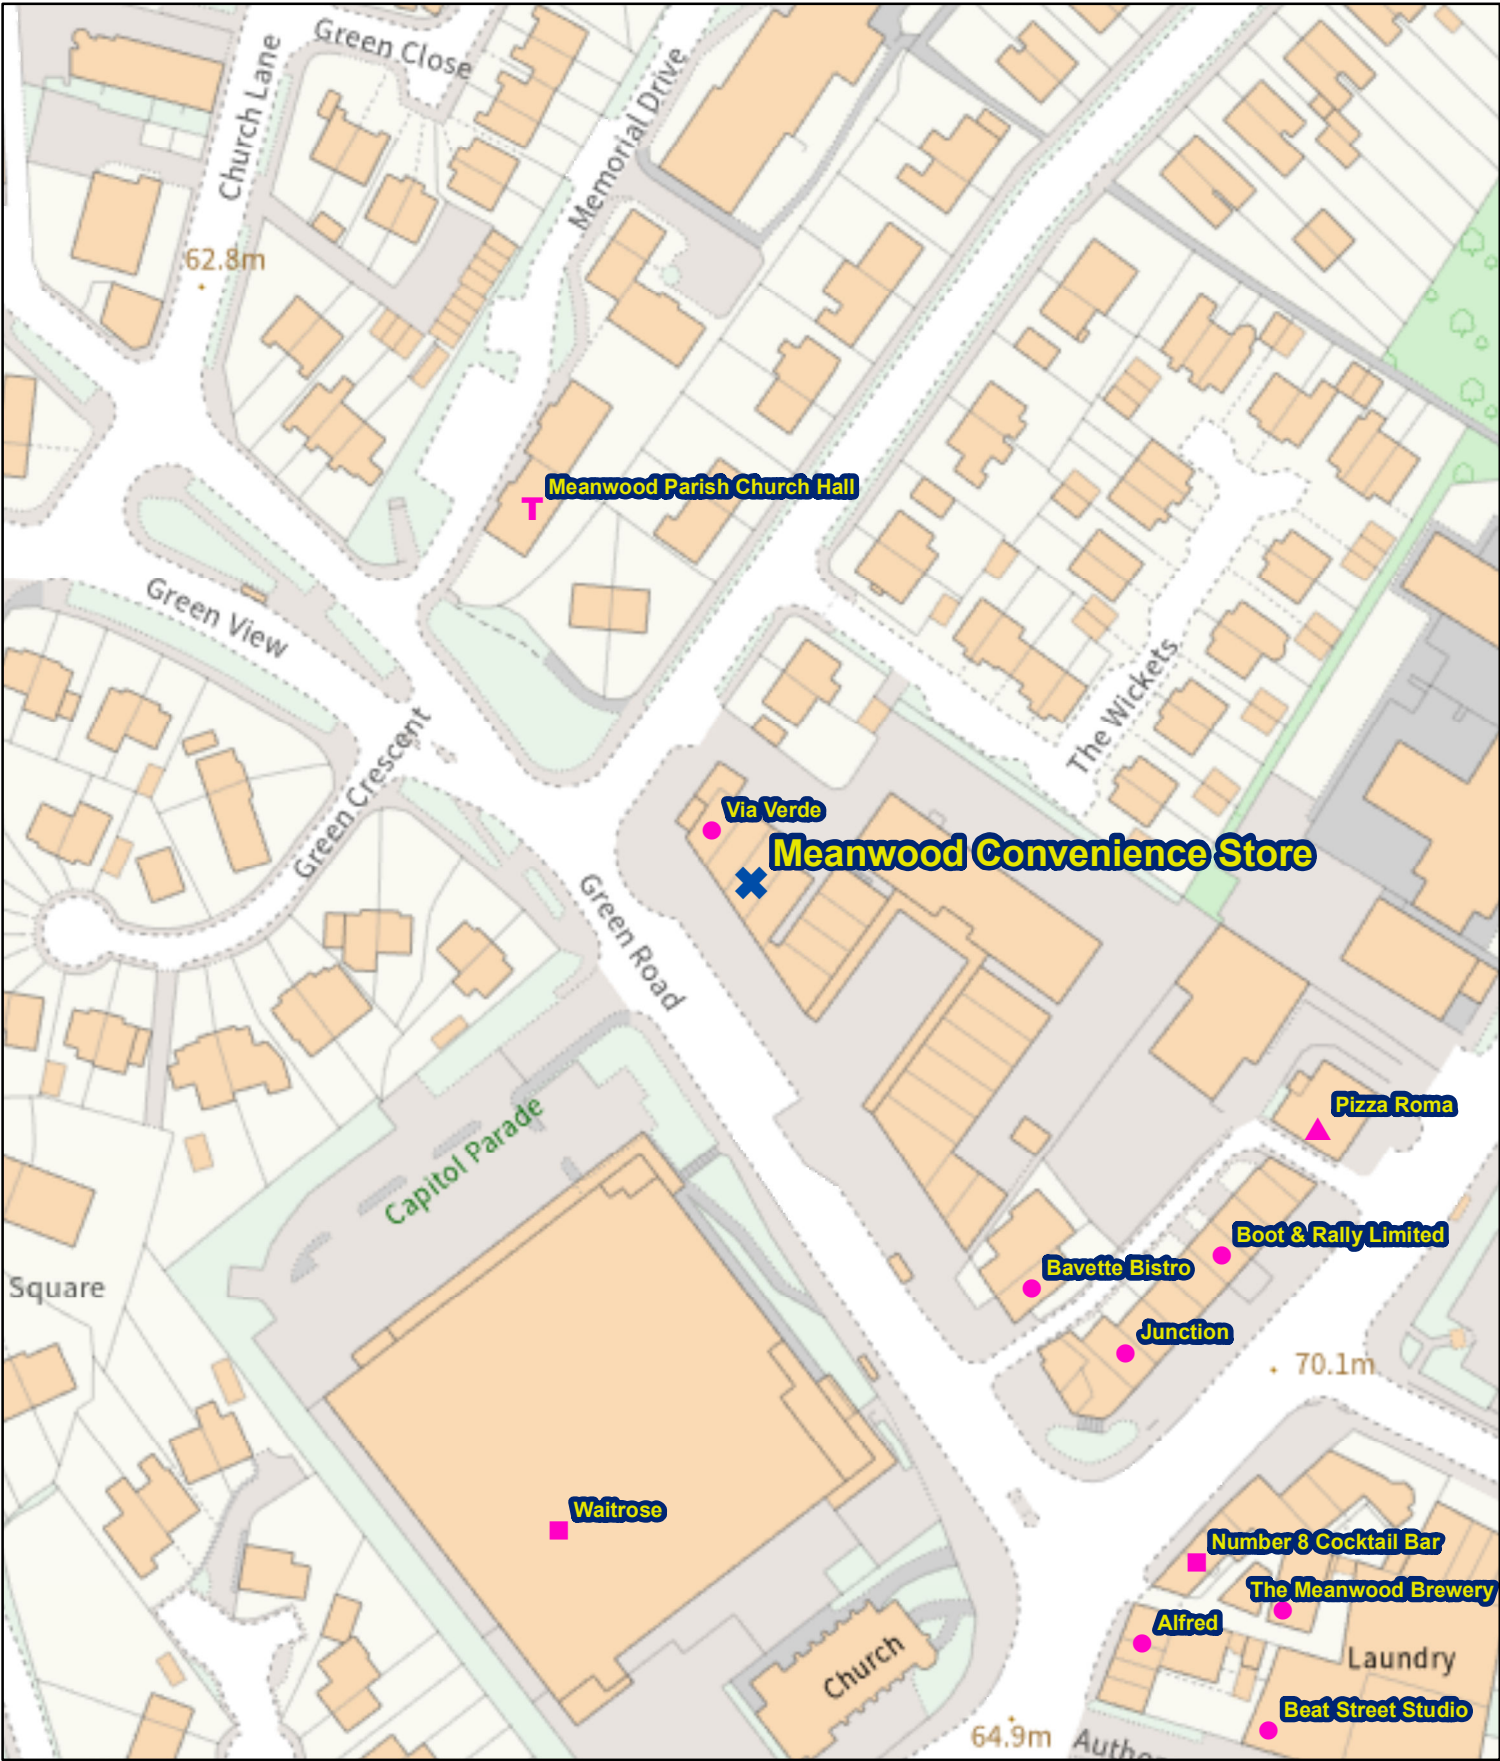 Green Close
Church Lane
Memorial Drive
62.8m
Meanwood Parish Church Hall
Green View
The Wickets
Green Crescent
Via Verde
Meanwood Convenience Store
Green Road
Pizza Roma
Capitol Parade
Boot & Rally Limited
Bavette Bistro
Square
Junction
70.1m
Waitrose
Number 8 Cocktail Bar
The Meanwood Brewery
Alfred
Church
Laundry
Beat Street Studio
64.9m